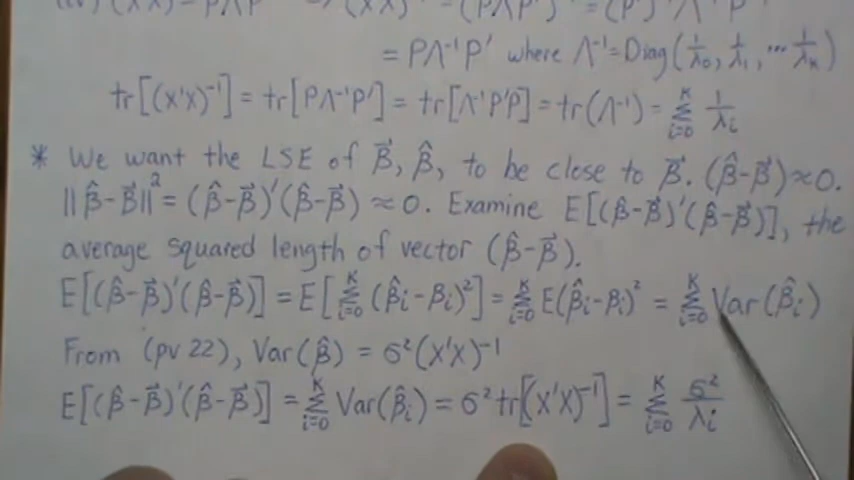 (X'X) = PΛP' ⇒ (X'X) = (PΛP') = (P') Λ P
= PΛ⁻¹P' where Λ⁻¹=Diag(1/λ₀, 1/λ₁, ... 1/λₖ)
tr[(X'X)⁻¹] = tr[PΛ⁻¹P'] = tr[Λ⁻¹P'P] = tr(Λ⁻¹) = Σᵢ₌₀ᴷ 1/λᵢ
* We want the LSE of β⃗, β̂, to be close to β⃗. (β̂-β⃗)≈0.
||β̂-β⃗||² = (β̂-β⃗)'(β̂-β⃗) ≈ 0. Examine E[(β̂-β⃗)'(β̂-β⃗)], the
average squared length of vector (β̂-β⃗).
E[(β̂-β⃗)'(β̂-β⃗)] = E[Σᵢ₌₀ᴷ (β̂ᵢ-βᵢ)²] = Σᵢ₌₀ᴷ E(β̂ᵢ-βᵢ)² = Σᵢ₌₀ᴷ Var(β̂ᵢ)
From (pv 22), Var(β̂) = σ²(X'X)⁻¹
E[(β̂-β⃗)'(β̂-β⃗)] = Σᵢ₌₀ᴷ Var(β̂ᵢ) = σ² tr[(X'X)⁻¹] = Σᵢ₌₀ᴷ σ²/λᵢ